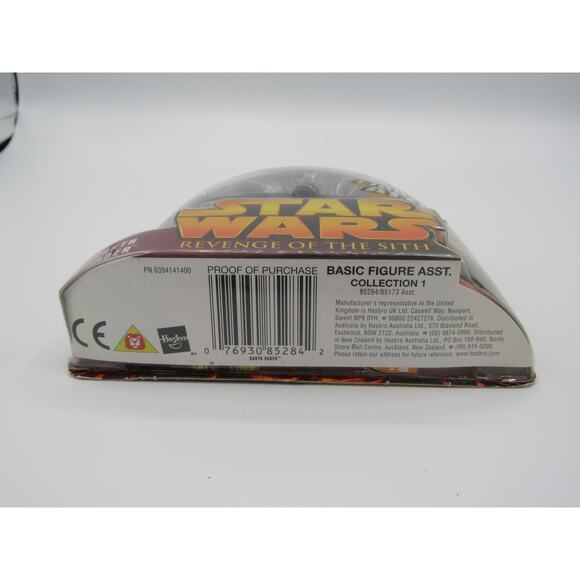 STAR
WARS
REVENGE OF THE SITH
DARTH
VADER
PN 6394141400
PROOF OF PURCHASE
BASIC FIGURE ASST.
COLLECTION 1
85284/85173 Asst.
Manufacturer's representative in the United
Kingdom is Hasbro UK Ltd. Caswell Way, Newport,
Gwent NP9 0YH. ☎ 00800 22427276. Distributed in
Australia by Hasbro Australia Ltd., 570 Blaxland Road,
Eastwood, NSW 2122, Australia. ☎ (02) 9874-0999. Distributed
in New Zealand by Hasbro Australia Ltd., PO Box 100-940, North
Shore Mail Centre, Auckland, New Zealand. ☎ (09) 915-5200.
Please retain our address for future reference. www.hasbro.com.
CE
Hasbro
0 76930 85284 2
DARTH VADER™